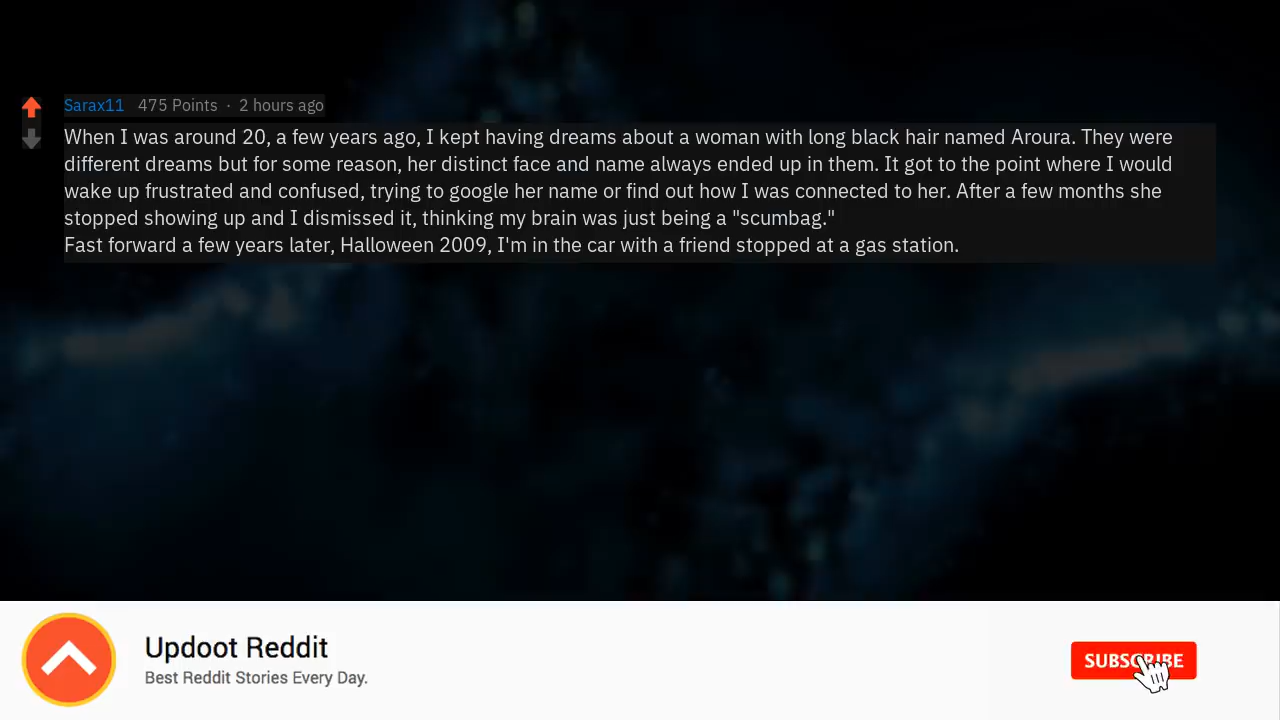 Sarax11 475 Points · 2 hours ago
When I was around 20, a few years ago, I kept having dreams about a woman with long black hair named Aroura. They were
different dreams but for some reason, her distinct face and name always ended up in them. It got to the point where I would
wake up frustrated and confused, trying to google her name or find out how I was connected to her. After a few months she
stopped showing up and I dismissed it, thinking my brain was just being a "scumbag."
Fast forward a few years later, Halloween 2009, I'm in the car with a friend stopped at a gas station.
Updoot Reddit
Best Reddit Stories Every Day.
SUBSCRIBE